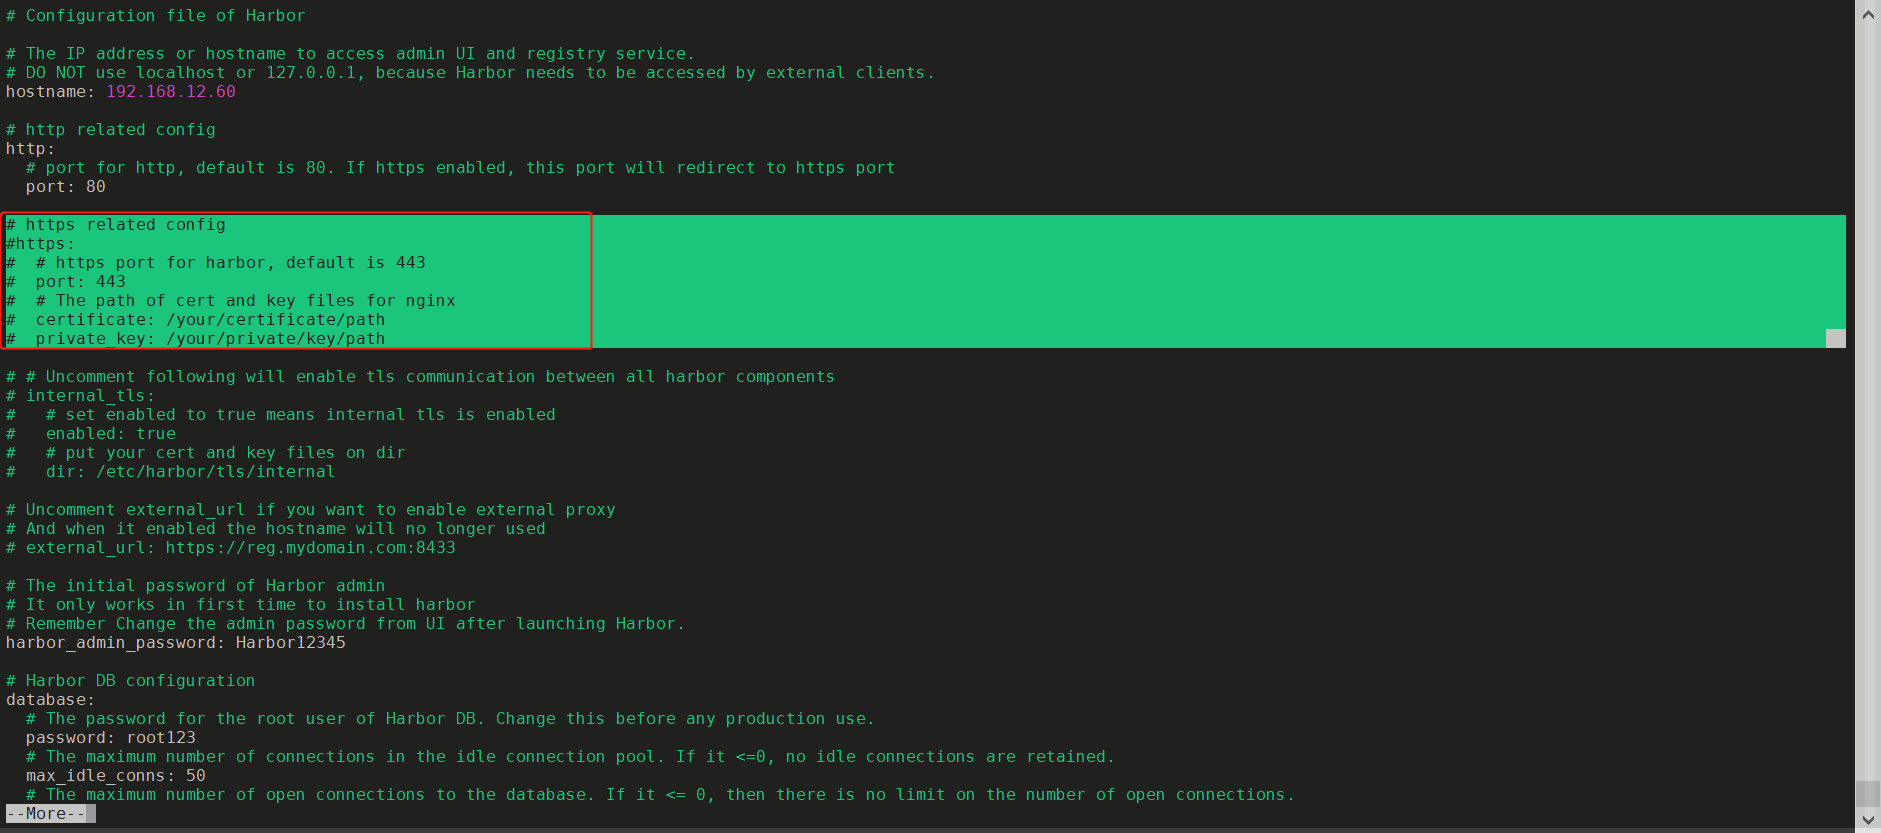 # Configuration file of Harbor
# The IP address or hostname to access admin UI and registry service.
# DO NOT use localhost or 127.0.0.1, because Harbor needs to be accessed by external clients.
hostname: 192.168.12.60
# http related config
http:
  # port for http, default is 80. If https enabled, this port will redirect to https port
  port: 80
# https related config
#https:
#  # https port for harbor, default is 443
#  port: 443
#  # The path of cert and key files for nginx
#  certificate: /your/certificate/path
#  private_key: /your/private/key/path
# # Uncomment following will enable tls communication between all harbor components
# internal_tls:
#   # set enabled to true means internal tls is enabled
#   enabled: true
#   # put your cert and key files on dir
#   dir: /etc/harbor/tls/internal
# Uncomment external_url if you want to enable external proxy
# And when it enabled the hostname will no longer used
# external_url: https://reg.mydomain.com:8433
# The initial password of Harbor admin
# It only works in first time to install harbor
# Remember Change the admin password from UI after launching Harbor.
harbor_admin_password: Harbor12345
# Harbor DB configuration
database:
  # The password for the root user of Harbor DB. Change this before any production use.
  password: root123
  # The maximum number of connections in the idle connection pool. If it <=0, no idle connections are retained.
  max_idle_conns: 50
  # The maximum number of open connections to the database. If it <= 0, then there is no limit on the number of open connections.
--More--